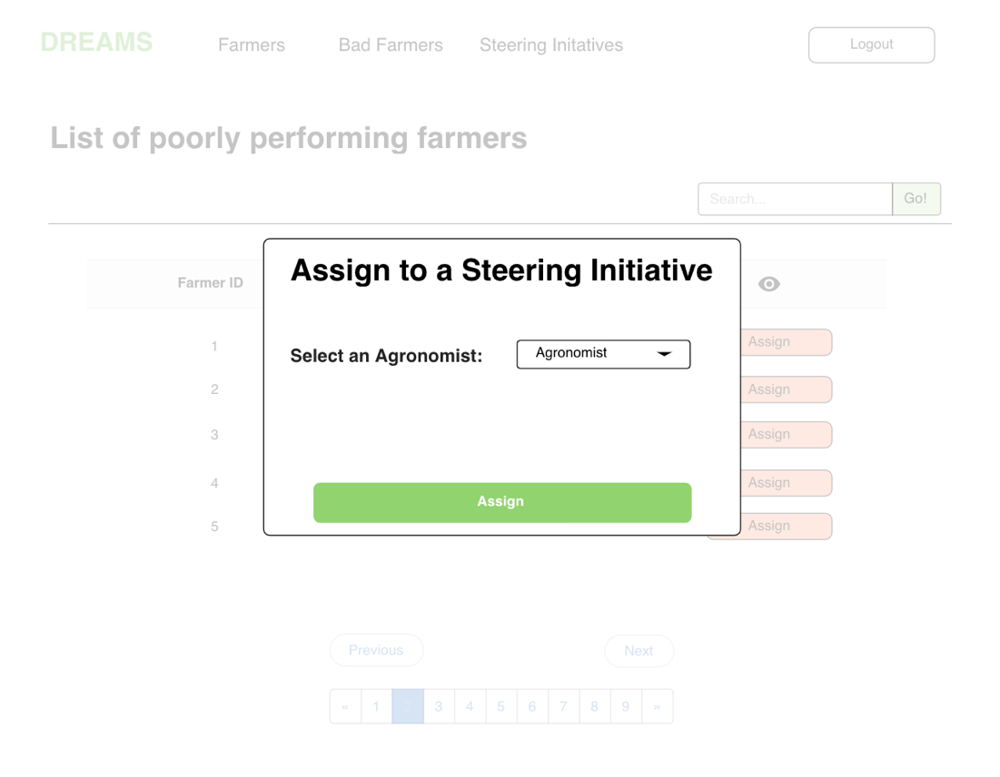 DREAMS Farmers Bad Farmers Steering Initatives Logout
List of poorly performing farmers
Search... Go!
Assign to a Steering Initiative
Farmer ID
Select an Agronomist: Agronomist
1 Assign
2 Assign
3 Assign
4 Assign
Assign
5 Assign
Previous Next
« 1 2 3 4 5 6 7 8 9 »